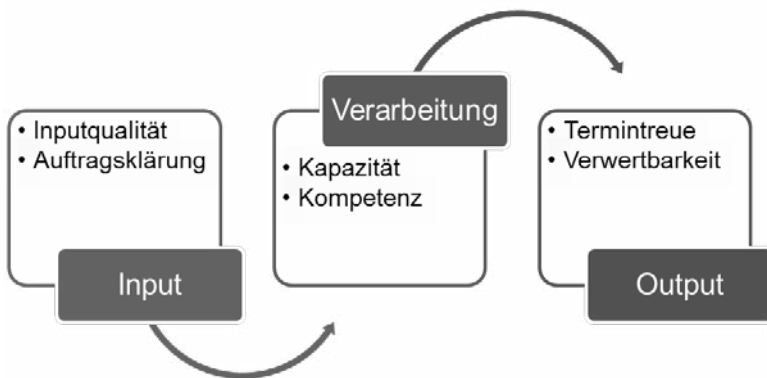 • Inputqualität
• Auftragsklärung
Input
Verarbeitung
• Kapazität
• Kompetenz
• Termintreue
• Verwertbarkeit
Output